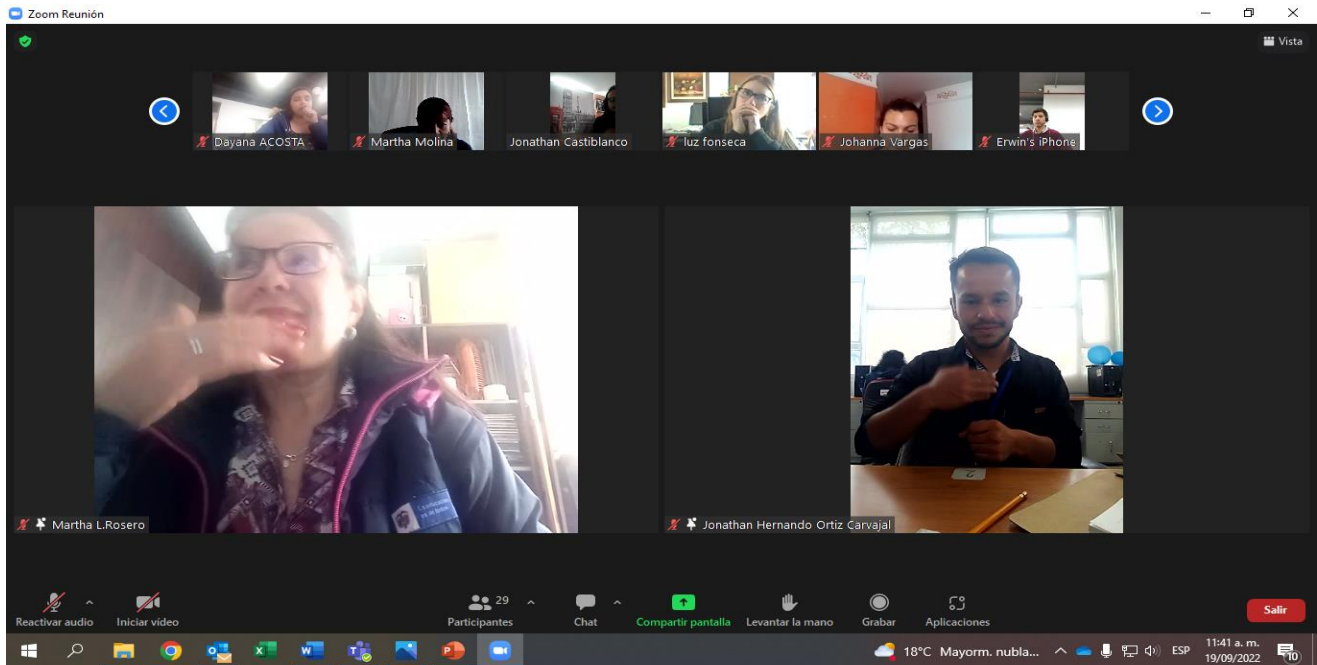 Zoom Reunión
Vista
Dayana ACOSTA
Martha Molina
Jonathan Castiblanco
luz fonseca
Johanna Vargas
Erwin's iPhone
Martha L.Rosero
Jonathan Hernando Ortiz Carvajal
29
Reactivar audio
Iniciar video
Participantes
Chat
Compartir pantalla
Levantar la mano
Grabar
Aplicaciones
Salir
18°C Mayorm. nubla...
ESP
11:41 a. m.
19/09/2022
10